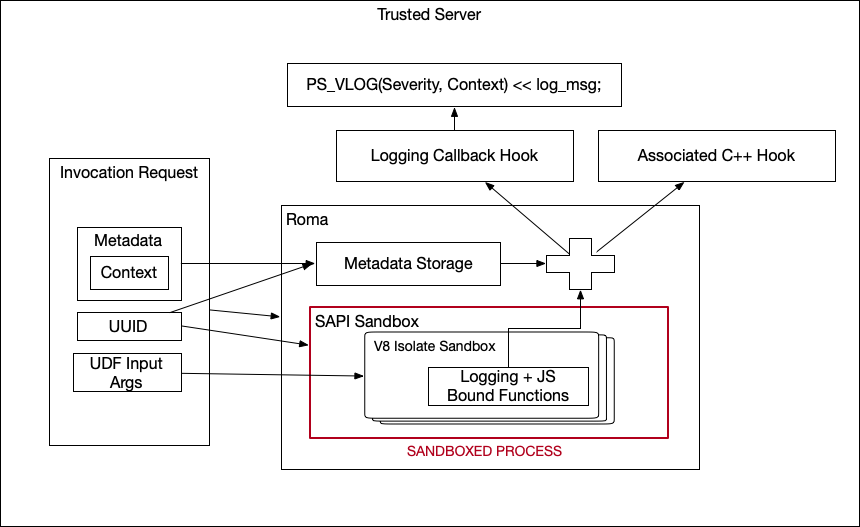 Trusted Server
PS_VLOG(Severity, Context) << log_msg;
Logging Callback Hook
Associated C++ Hook
Invocation Request
Metadata
Context
UUID
UDF Input
Args
Roma
Metadata Storage
SAPI Sandbox
V8 Isolate Sandbox
Logging + JS
Bound Functions
SANDBOXED PROCESS